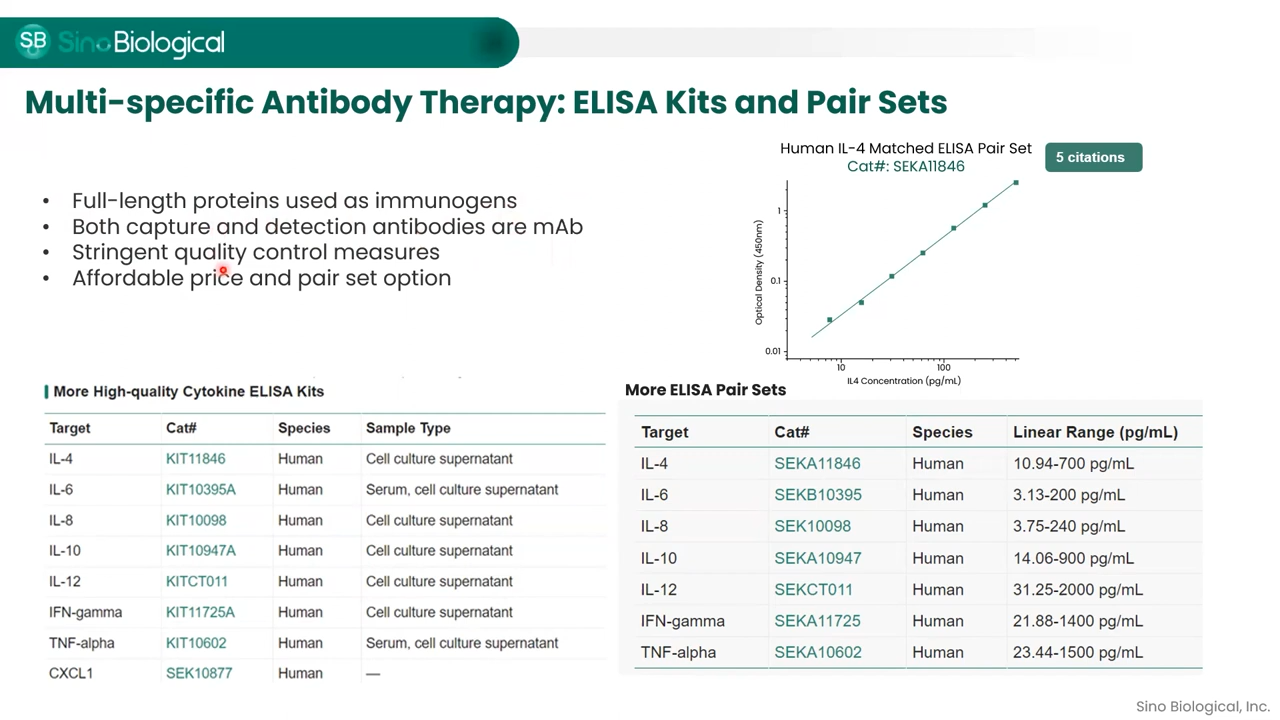 SB SinoBiological
Multi-specific Antibody Therapy: ELISA Kits and Pair Sets
• Full-length proteins used as immunogens
• Both capture and detection antibodies are mAb
• Stringent quality control measures
• Affordable price and pair set option
Human IL-4 Matched ELISA Pair Set
Cat#: SEKA11846
5 citations
Optical Density (450nm)
1
0.1
0.01
10 100
IL4 Concentration (pg/mL)
More High-quality Cytokine ELISA Kits
Target Cat# Species Sample Type
IL-4 KIT11846 Human Cell culture supernatant
IL-6 KIT10395A Human Serum, cell culture supernatant
IL-8 KIT10098 Human Cell culture supernatant
IL-10 KIT10947A Human Cell culture supernatant
IL-12 KITCT011 Human Cell culture supernatant
IFN-gamma KIT11725A Human Cell culture supernatant
TNF-alpha KIT10602 Human Serum, cell culture supernatant
CXCL1 SEK10877 Human —
More ELISA Pair Sets
Target Cat# Species Linear Range (pg/mL)
IL-4 SEKA11846 Human 10.94-700 pg/mL
IL-6 SEKB10395 Human 3.13-200 pg/mL
IL-8 SEK10098 Human 3.75-240 pg/mL
IL-10 SEKA10947 Human 14.06-900 pg/mL
IL-12 SEKCT011 Human 31.25-2000 pg/mL
IFN-gamma SEKA11725 Human 21.88-1400 pg/mL
TNF-alpha SEKA10602 Human 23.44-1500 pg/mL
Sino Biological, Inc.